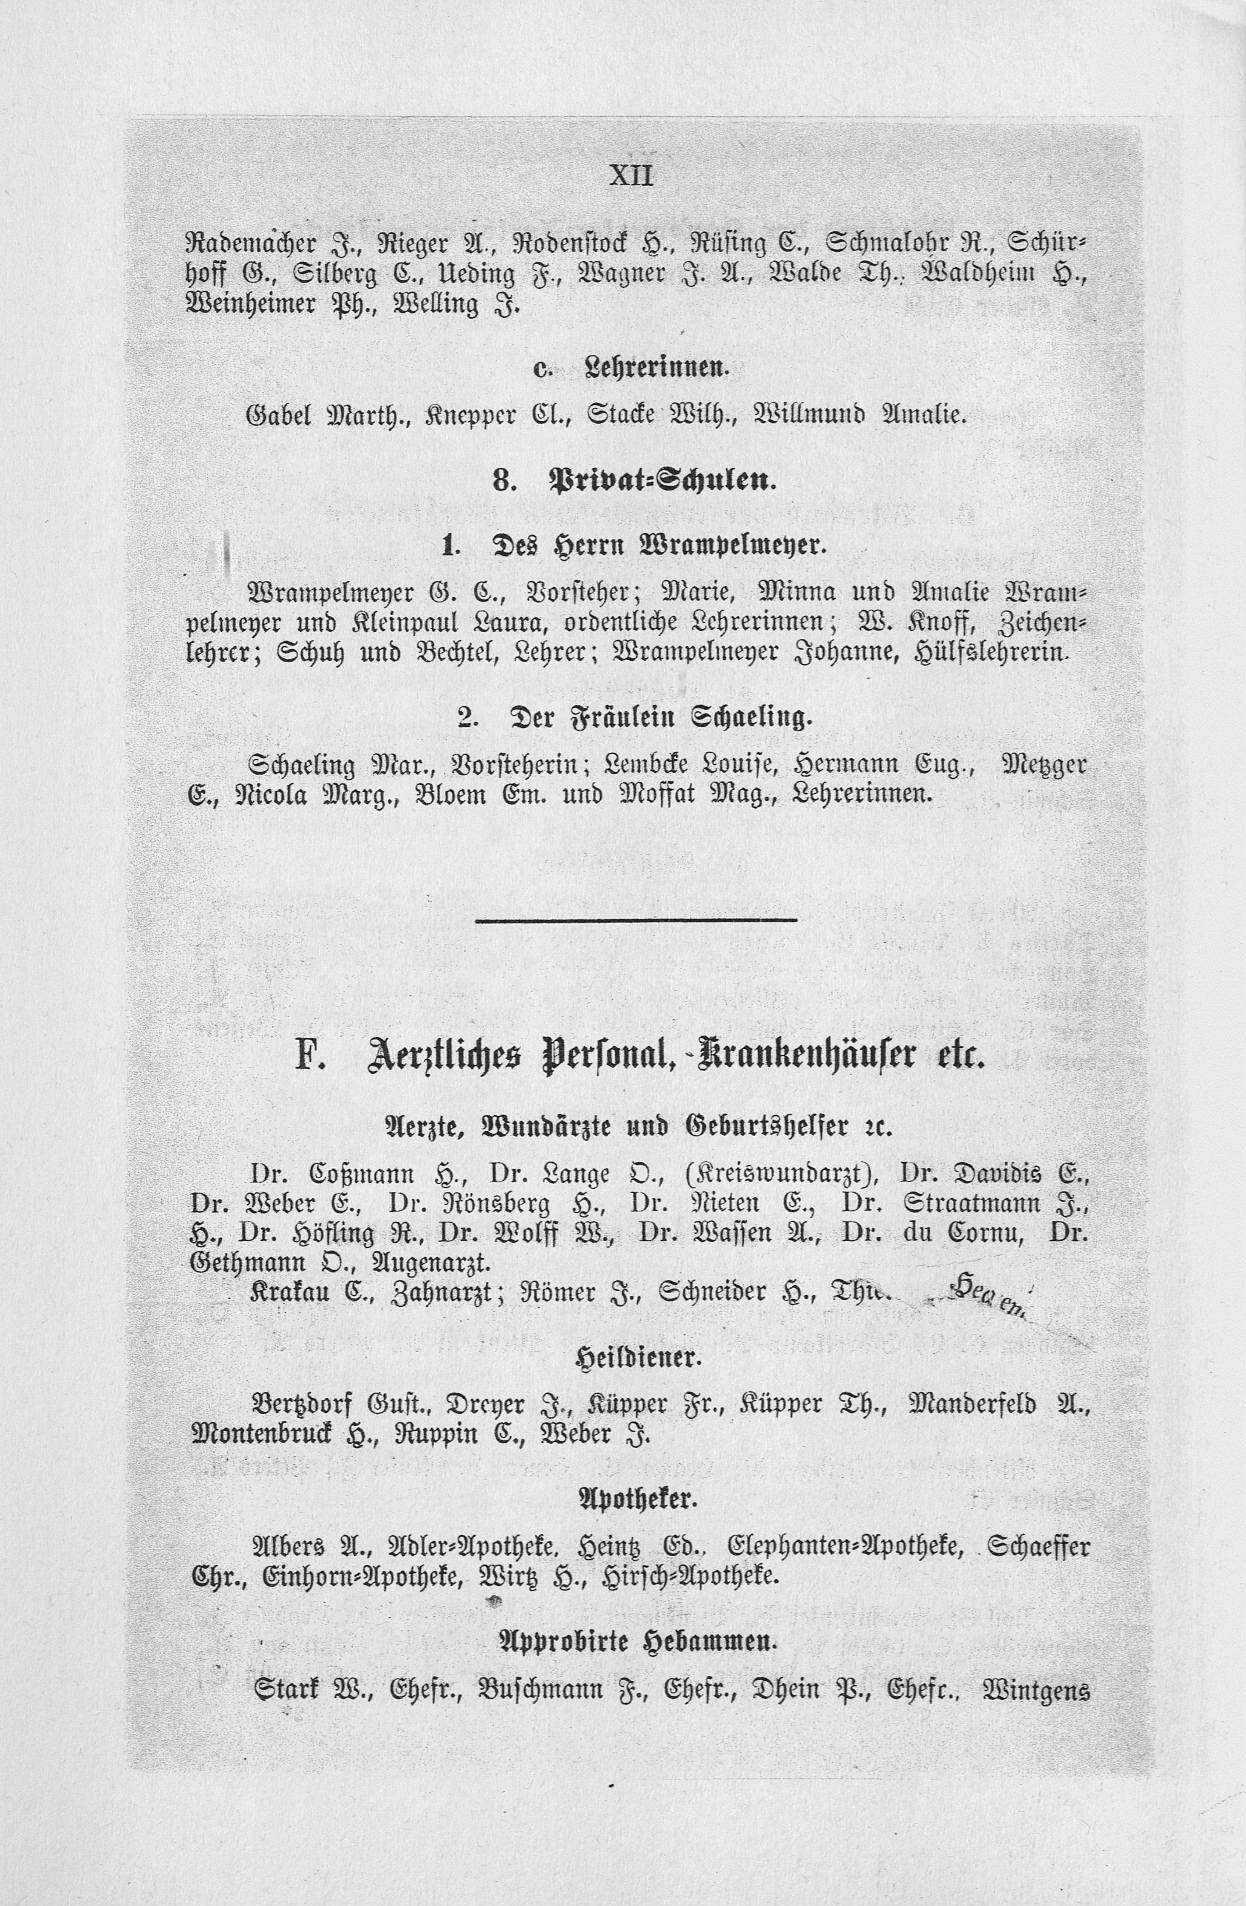 XII
Rademacher J., Rieger A., Rodenstock H., Rüsing C., Schmalohr R., Schür-
hoff G., Silberg C., Ueding F., Wagner J. A., Walde Th., Waldheim H.,
Weinheimer Ph., Welling J.
c. Lehrerinnen.
Gabel Marth., Knepper Cl., Stacke Wilh., Willmund Amalie.
8. Privat-Schulen.
1. Des Herrn Wrampelmeyer.
Wrampelmeyer G. C., Vorsteher; Marie, Minna und Amalie Wram-
pelmeyer und Kleinpaul Laura, ordentliche Lehrerinnen; W. Knoff, Zeichen-
lehrer; Schuh und Bechtel, Lehrer; Wrampelmeyer Johanne, Hülfslehrerin.
2. Der Fräulein Schaeling.
Schaeling Mar., Vorsteherin; Lembcke Louise, Hermann Eug., Metzger
E., Nicola Marg., Bloem Em. und Moffat Mag., Lehrerinnen.
F. Aerztliches Personal, Krankenhäuser etc.
Aerzte, Wundärzte und Geburtshelfer ꝛc.
Dr. Coßmann H., Dr. Lange O., (Kreiswundarzt), Dr. Davidis E.,
Dr. Weber E., Dr. Rönsberg H., Dr. Nieten E., Dr. Straatmann J.,
H., Dr. Höfling R., Dr. Wolff W., Dr. Wassen A., Dr. du Cornu, Dr.
Gethmann O., Augenarzt.
Krakau C., Zahnarzt; Römer J., Schneider H.,
Heildiener.
Bertzdorf Gust., Dreyer J., Küpper Fr., Küpper Th., Manderfeld A.,
Montenbruck H., Ruppin C., Weber J.
Apotheker.
Albers A., Adler-Apotheke, Heintz Ed., Elephanten-Apotheke, Schaeffer
Chr., Einhorn-Apotheke, Wirtz H., Hirsch-Apotheke.
Approbirte Hebammen.
Stark W., Ehefr., Buschmann F., Ehefr., Dhein P., Ehefr., Wintgens